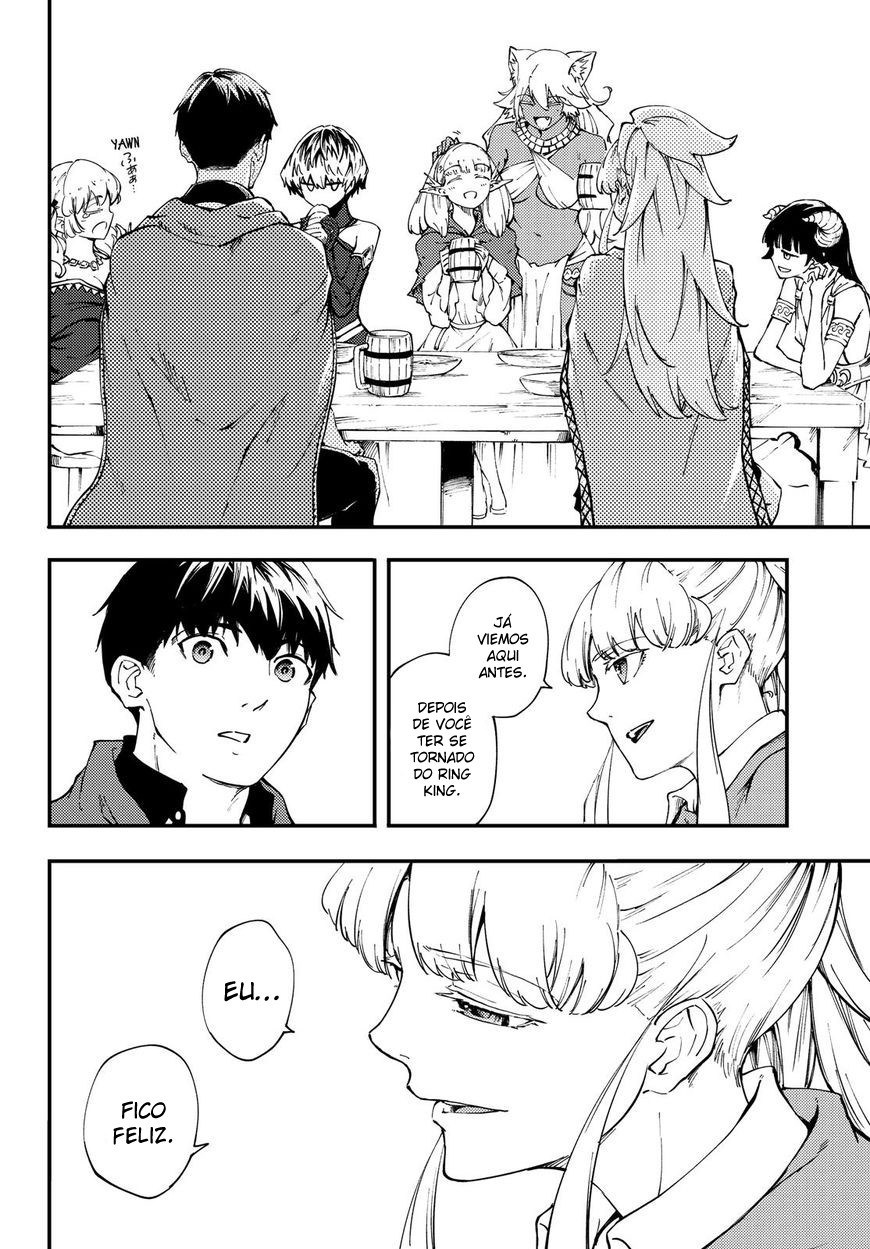 YAWN
ふぁぁ…
JÁ
VIEMOS
AQUI
ANTES.
DEPOIS
DE VOCÊ
TER SE
TORNADO
DO RING
KING.
EU...
FICO
FELIZ.